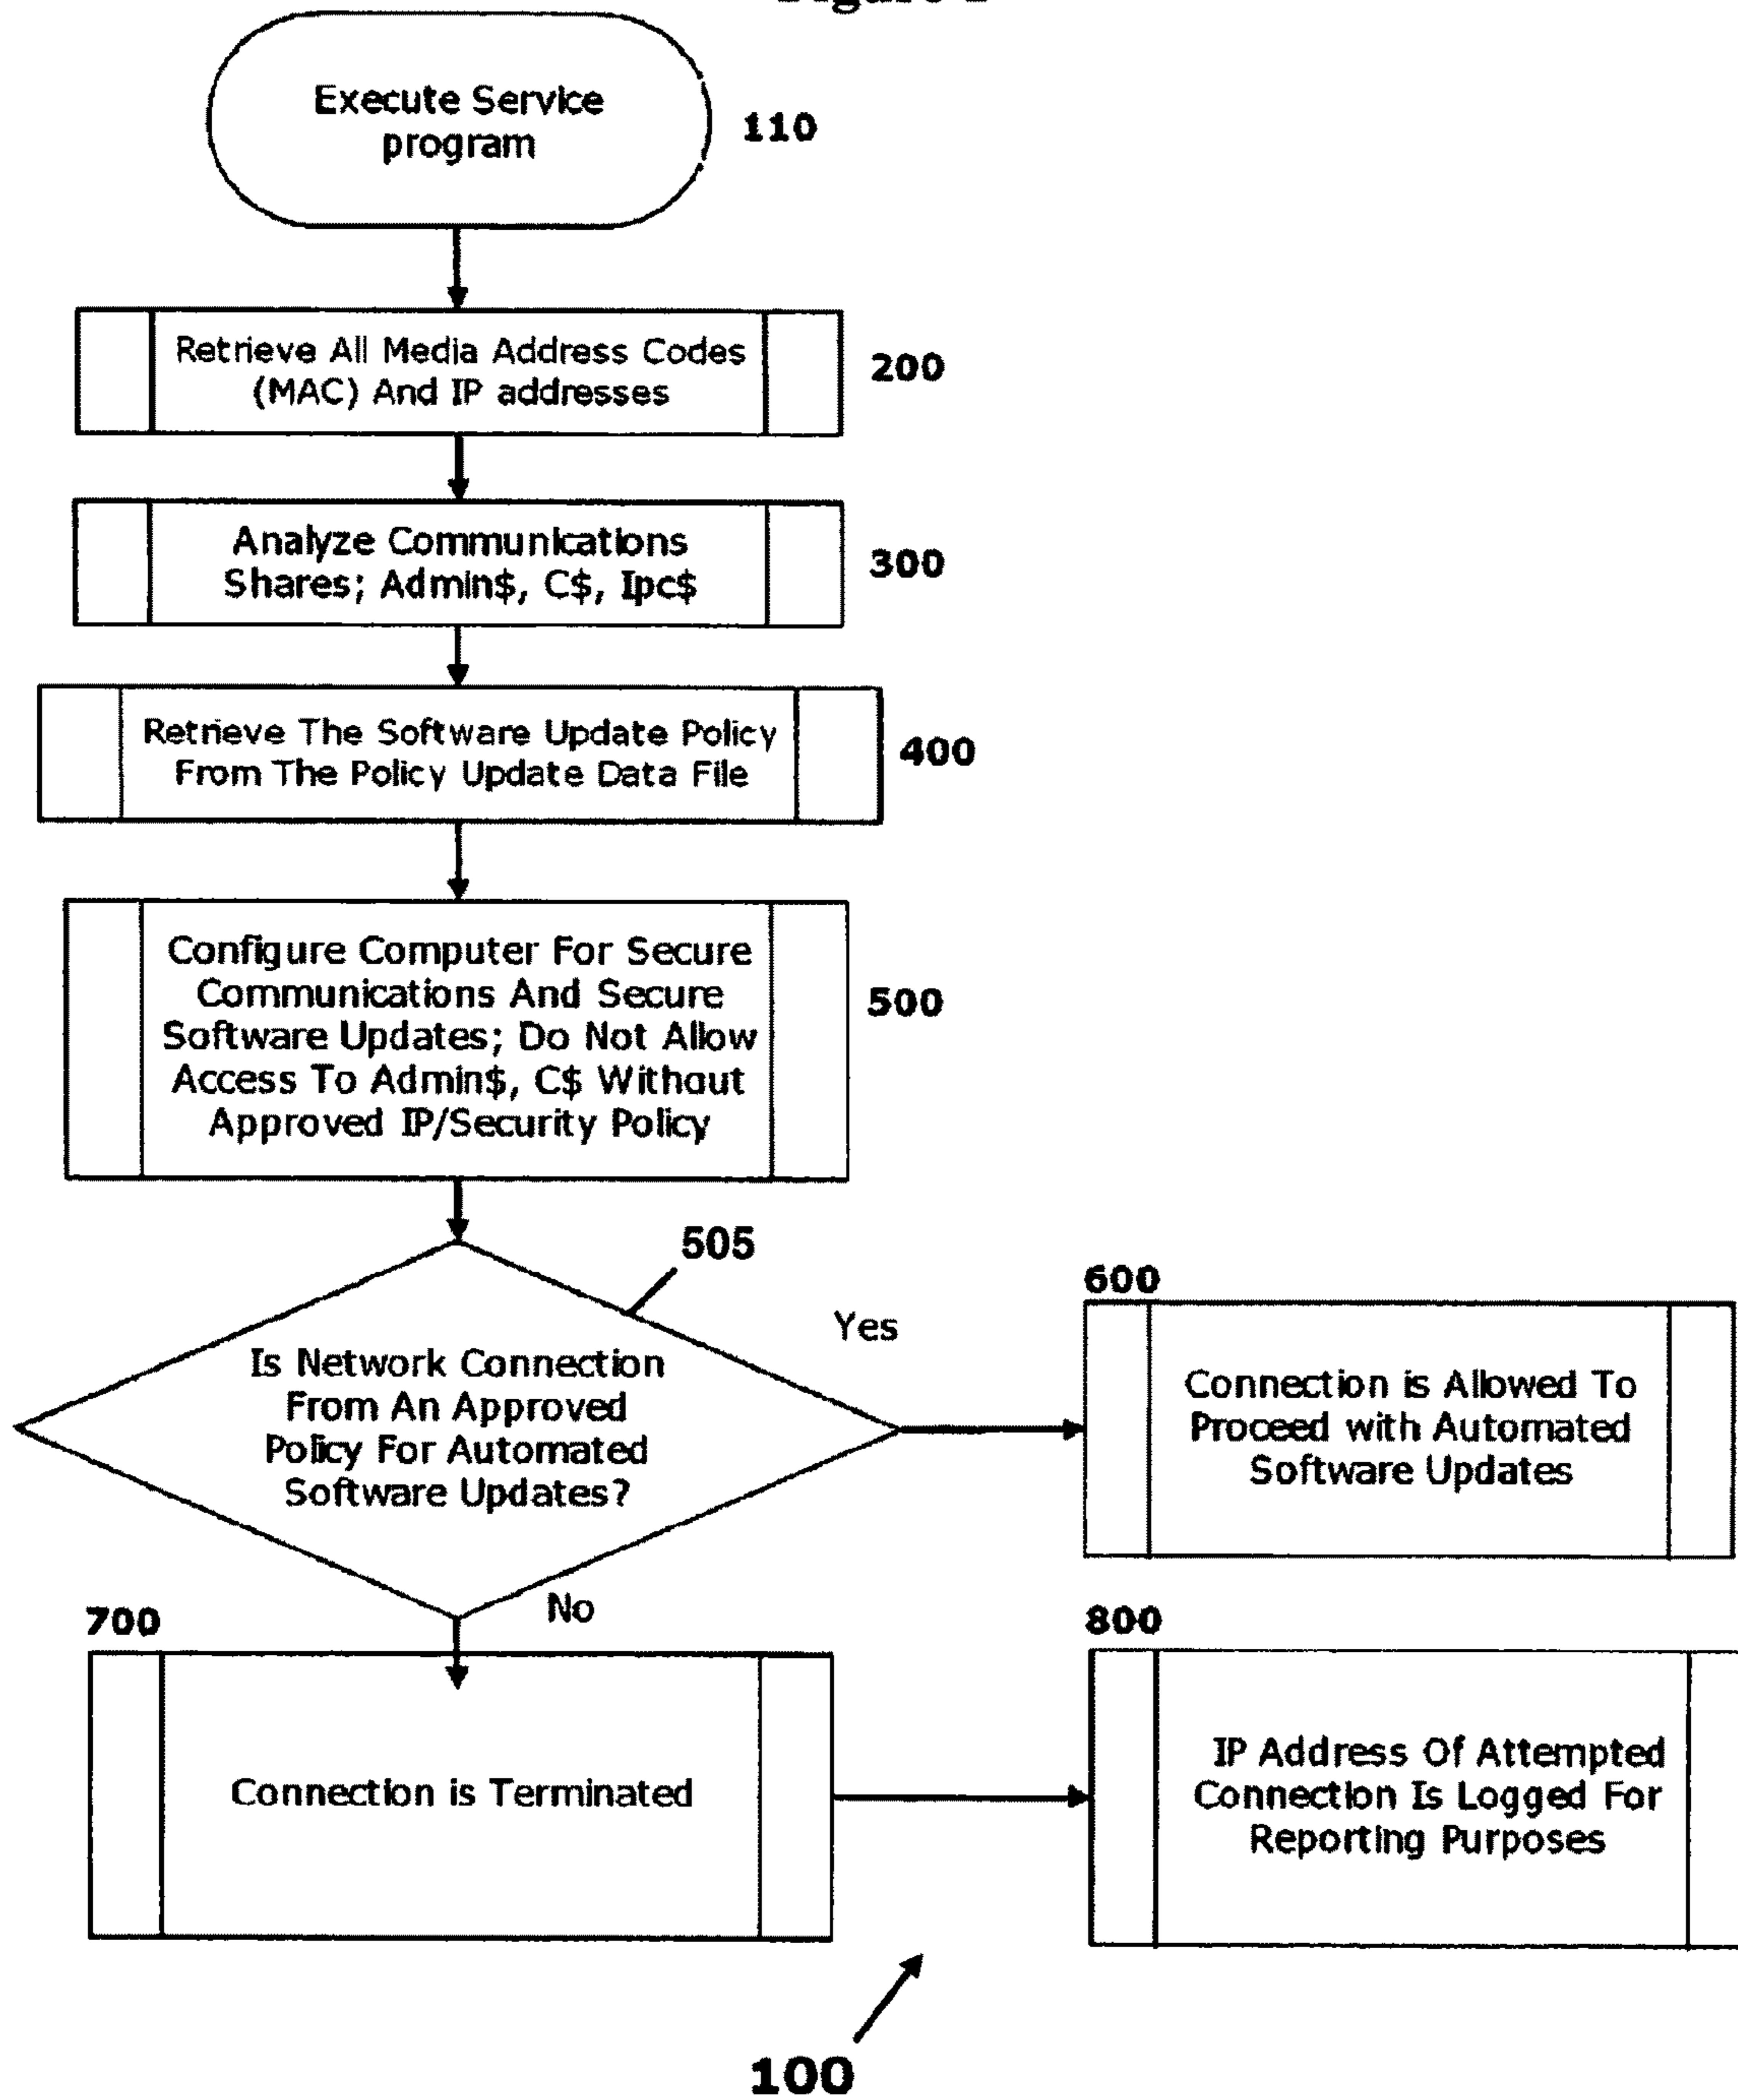 Execute Service
program
110
Retrieve All Media Address Codes
(MAC) And IP addresses
200
Analyze Communications
Shares; Admin$, C$, Ipc$
300
Retrieve The Software Update Policy
From The Policy Update Data File
400
Configure Computer For Secure
Communications And Secure
Software Updates; Do Not Allow
Access To Admin$, C$ Without
Approved IP/Security Policy
500
505
Is Network Connection
From An Approved
Policy For Automated
Software Updates?
Yes
600
Connection is Allowed To
Proceed with Automated
Software Updates
No
700
Connection is Terminated
800
IP Address Of Attempted
Connection Is Logged For
Reporting Purposes
100